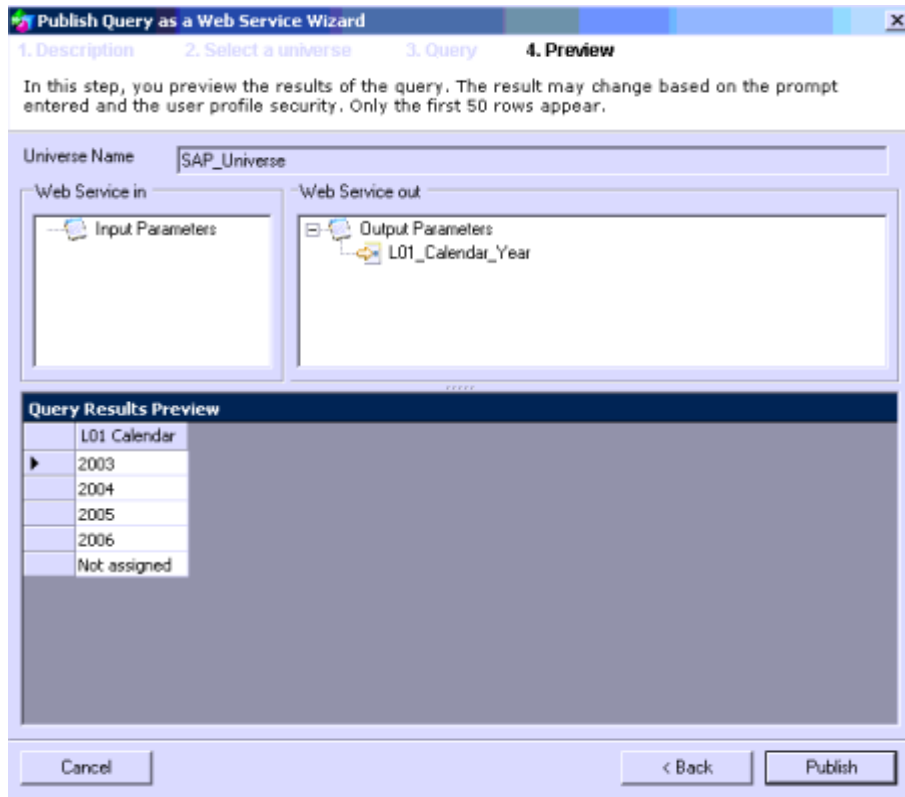 Publish Query as a Web Service Wizard
1. Description 2. Select a universe 3. Query 4. Preview
In this step, you preview the results of the query. The result may change based on the prompt
entered and the user profile security. Only the first 50 rows appear.
Universe Name SAP_Universe
Web Service in Web Service out
Input Parameters Output Parameters
L01_Calendar_Year
Query Results Preview
L01 Calendar
2003
2004
2005
2006
Not assigned
Cancel < Back Publish